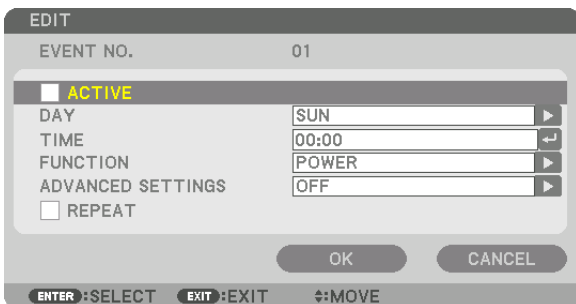 EDIT
EVENT NO. 01
ACTIVE
DAY SUN
TIME 00:00
FUNCTION POWER
ADVANCED SETTINGS OFF
REPEAT
OK CANCEL
ENTER :SELECT EXIT :EXIT :MOVE